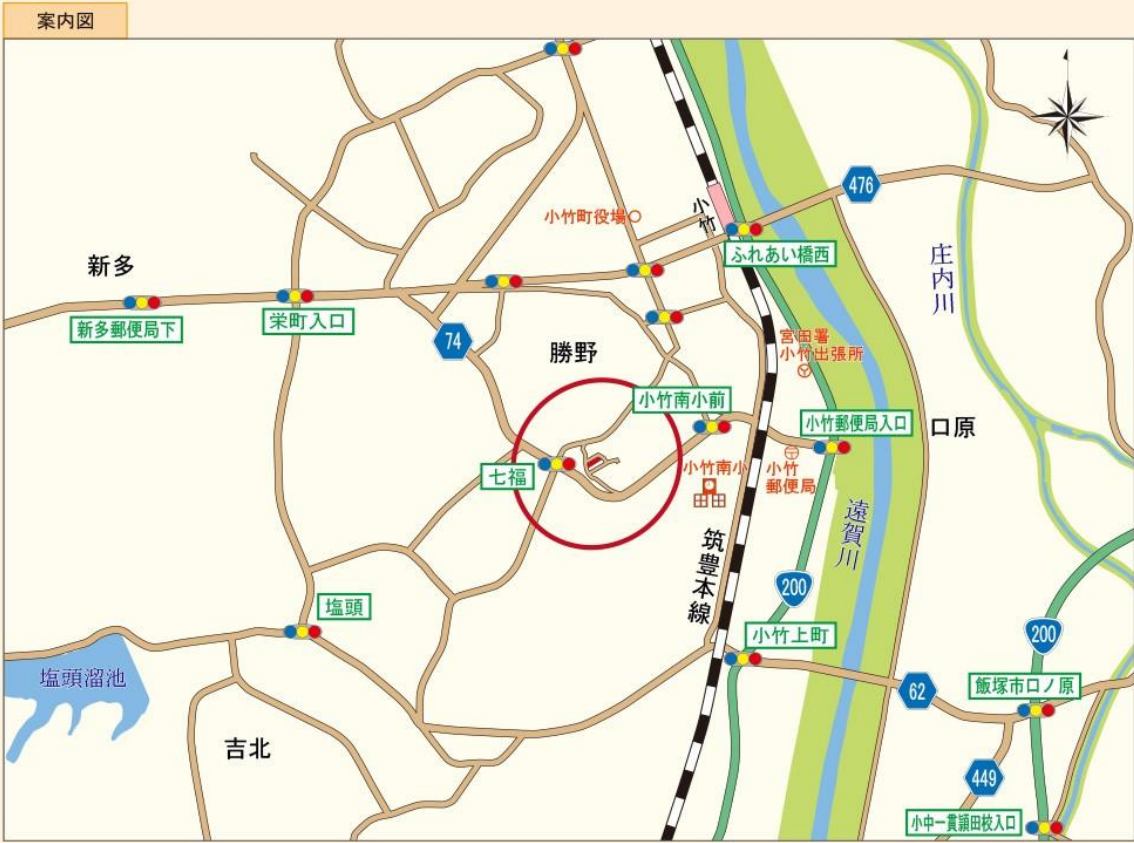 案内図
476
小竹町役場
小竹
ふれあい橋西
新多
庄内川
新多郵便局下
栄町入口
74
勝野
宮田署
小竹出張所
小竹南小前
小竹郵便局入口
口原
七福
小竹南小
小竹
郵便局
遠賀川
筑豊本線
200
塩頭
小竹上町
200
塩頭溜池
62
飯塚市口ノ原
吉北
449
小中一貫頴田校入口